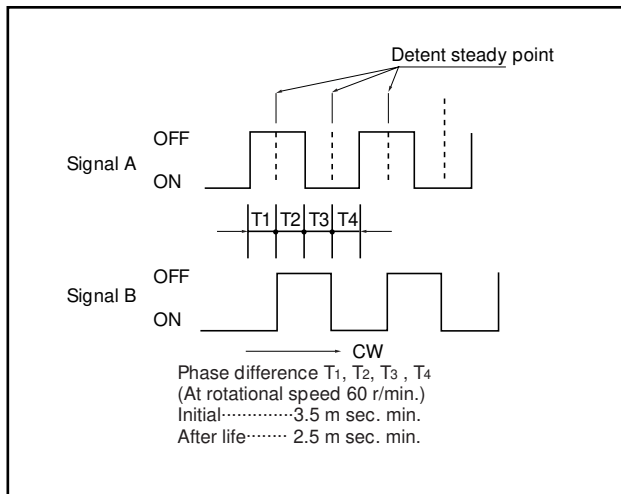 Detent steady point
OFF
Signal A
ON
T1 T2 T3 T4
OFF
Signal B
ON
CW
Phase difference T1, T2, T3 , T4
(At rotational speed 60 r/min.)
Initial··············3.5 m sec. min.
After life········ 2.5 m sec. min.